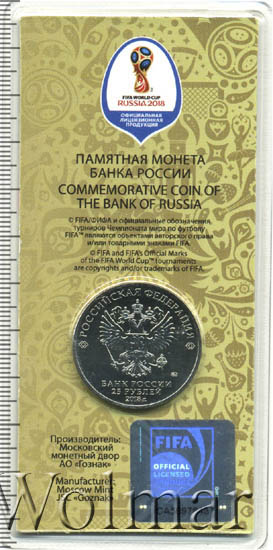 FIFA WORLD CUP
RUSSIA 2018
ОФИЦИАЛЬНАЯ
ЛИЦЕНЗИОННАЯ
ПРОДУКЦИЯ
ПАМЯТНАЯ МОНЕТА
БАНКА РОССИИ
COMMEMORATIVE COIN OF
THE BANK OF RUSSIA
© FIFA/ФИФА и официальные обозначения
турниров Чемпионата мира по футболу
FIFA™ являются объектами авторского права
и/или товарными знаками FIFA.
© FIFA and FIFA's Official Marks
of the FIFA World Cup™ tournaments
are copyrights and/or trademarks of FIFA.
РОССИЙСКАЯ ФЕДЕРАЦИЯ
БАНК РОССИИ
25 РУБЛЕЙ
2018 г.
Производитель:
Московский
монетный двор
АО «Гознак»
Manufacturer:
Moscow Mint
JSC «Goznak»
FIFA
OFFICIAL
LICENSED
Wolmar